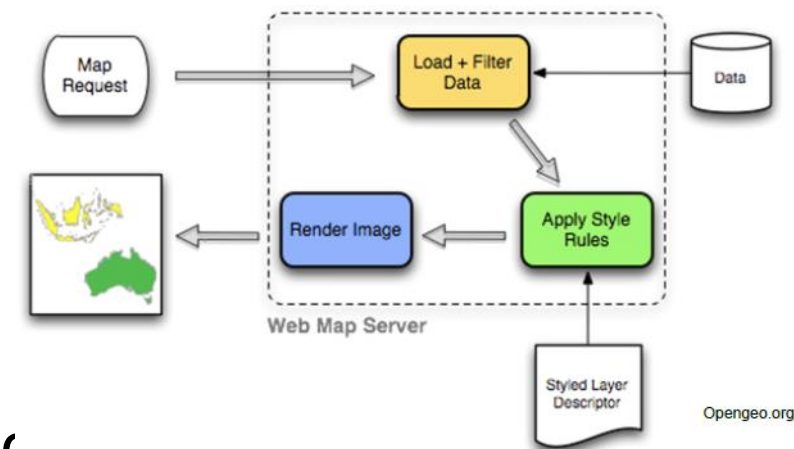 Map
Request
Load + Filter
Data
Data
Render Image
Apply Style
Rules
Web Map Server
Styled Layer
Descriptor
Opengeo.org